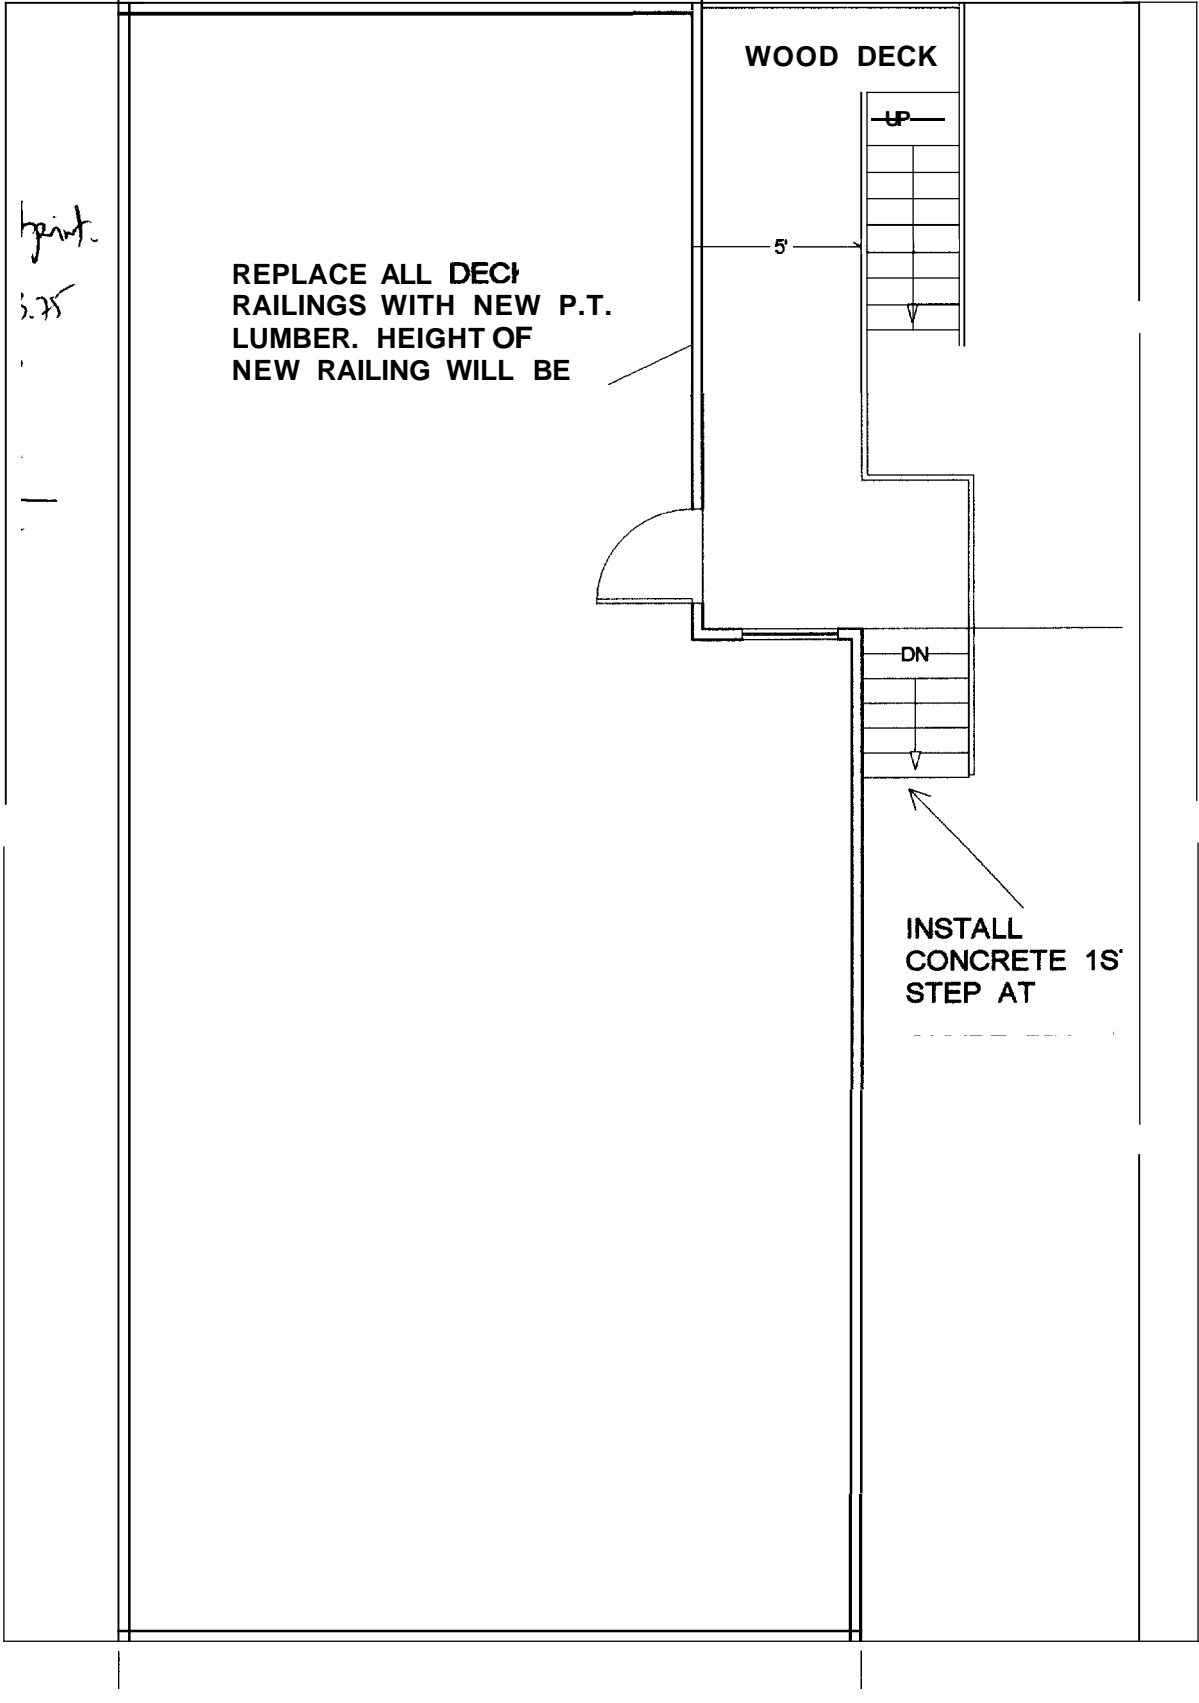 WOOD DECK
UP
5'
REPLACE ALL DECK
RAILINGS WITH NEW P.T.
LUMBER. HEIGHT OF
NEW RAILING WILL BE
DN
INSTALL
CONCRETE 1S
STEP AT